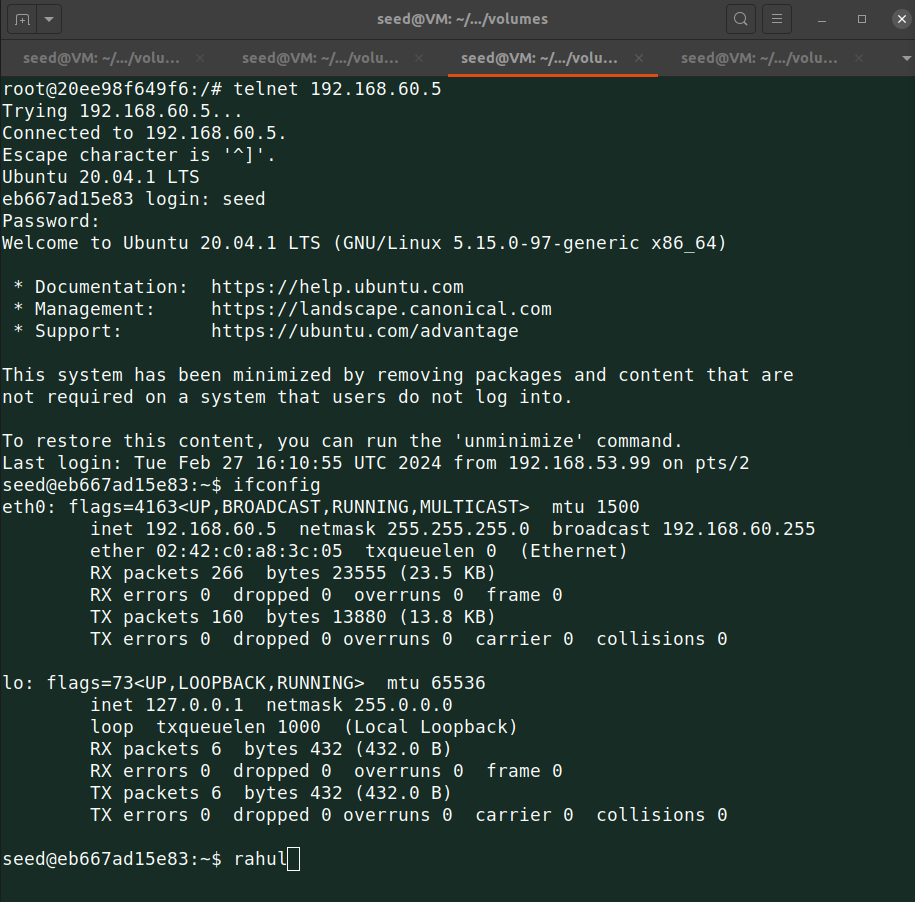 seed@VM: ~/.../volumes
seed@VM: ~/.../volu... × seed@VM: ~/.../volu... × seed@VM: ~/.../volu... × seed@VM: ~/.../volu... ×
root@20ee98f649f6:/# telnet 192.168.60.5
Trying 192.168.60.5...
Connected to 192.168.60.5.
Escape character is '^]'.
Ubuntu 20.04.1 LTS
eb667ad15e83 login: seed
Password:
Welcome to Ubuntu 20.04.1 LTS (GNU/Linux 5.15.0-97-generic x86_64)
 * Documentation:  https://help.ubuntu.com
 * Management:     https://landscape.canonical.com
 * Support:        https://ubuntu.com/advantage
This system has been minimized by removing packages and content that are
not required on a system that users do not log into.
To restore this content, you can run the 'unminimize' command.
Last login: Tue Feb 27 16:10:55 UTC 2024 from 192.168.53.99 on pts/2
seed@eb667ad15e83:~$ ifconfig
eth0: flags=4163<UP,BROADCAST,RUNNING,MULTICAST>  mtu 1500
        inet 192.168.60.5  netmask 255.255.255.0  broadcast 192.168.60.255
        ether 02:42:c0:a8:3c:05  txqueuelen 0  (Ethernet)
        RX packets 266  bytes 23555 (23.5 KB)
        RX errors 0  dropped 0  overruns 0  frame 0
        TX packets 160  bytes 13880 (13.8 KB)
        TX errors 0  dropped 0 overruns 0  carrier 0  collisions 0
lo: flags=73<UP,LOOPBACK,RUNNING>  mtu 65536
        inet 127.0.0.1  netmask 255.0.0.0
        loop  txqueuelen 1000  (Local Loopback)
        RX packets 6  bytes 432 (432.0 B)
        RX errors 0  dropped 0  overruns 0  frame 0
        TX packets 6  bytes 432 (432.0 B)
        TX errors 0  dropped 0 overruns 0  carrier 0  collisions 0
seed@eb667ad15e83:~$ rahul